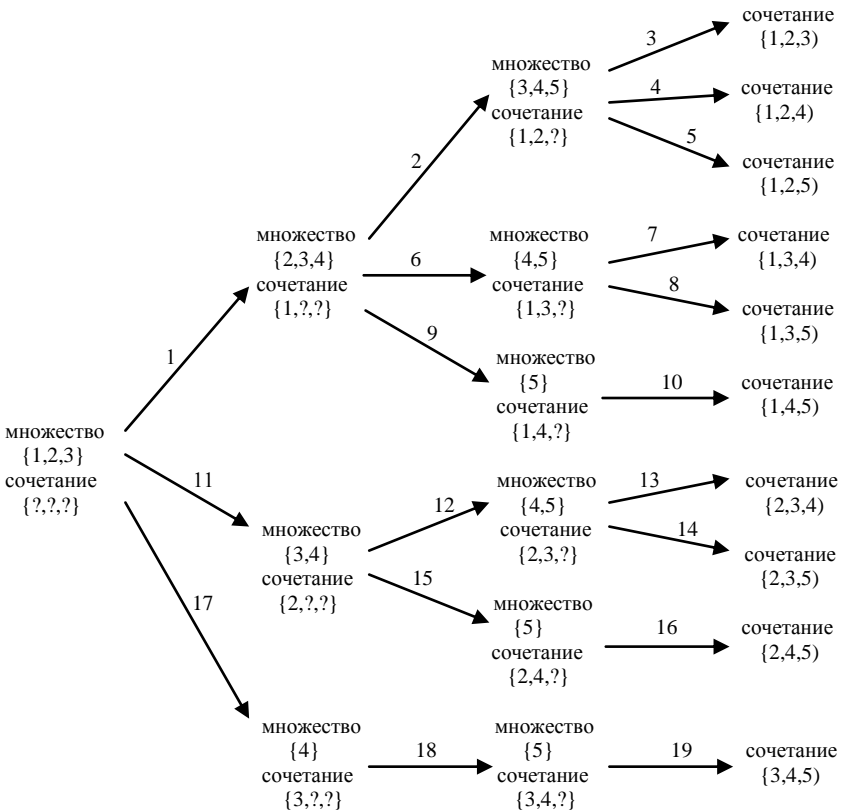 сочетание
{1,2,3)
3
множество
{3,4,5}
сочетание
{1,2,?}
4
сочетание
{1,2,4)
5
сочетание
{1,2,5)
2
множество
{2,3,4}
сочетание
{1,?,?}
6
множество
{4,5}
сочетание
{1,3,?}
7
сочетание
{1,3,4)
8
сочетание
{1,3,5)
9
множество
{5}
сочетание
{1,4,?}
10
сочетание
{1,4,5)
1
множество
{1,2,3}
сочетание
{?,?,?}
11
множество
{3,4}
сочетание
{2,?,?}
12
множество
{4,5}
сочетание
{2,3,?}
13
сочетание
{2,3,4)
14
сочетание
{2,3,5)
15
множество
{5}
сочетание
{2,4,?}
16
сочетание
{2,4,5)
17
множество
{4}
сочетание
{3,?,?}
18
множество
{5}
сочетание
{3,4,?}
19
сочетание
{3,4,5)